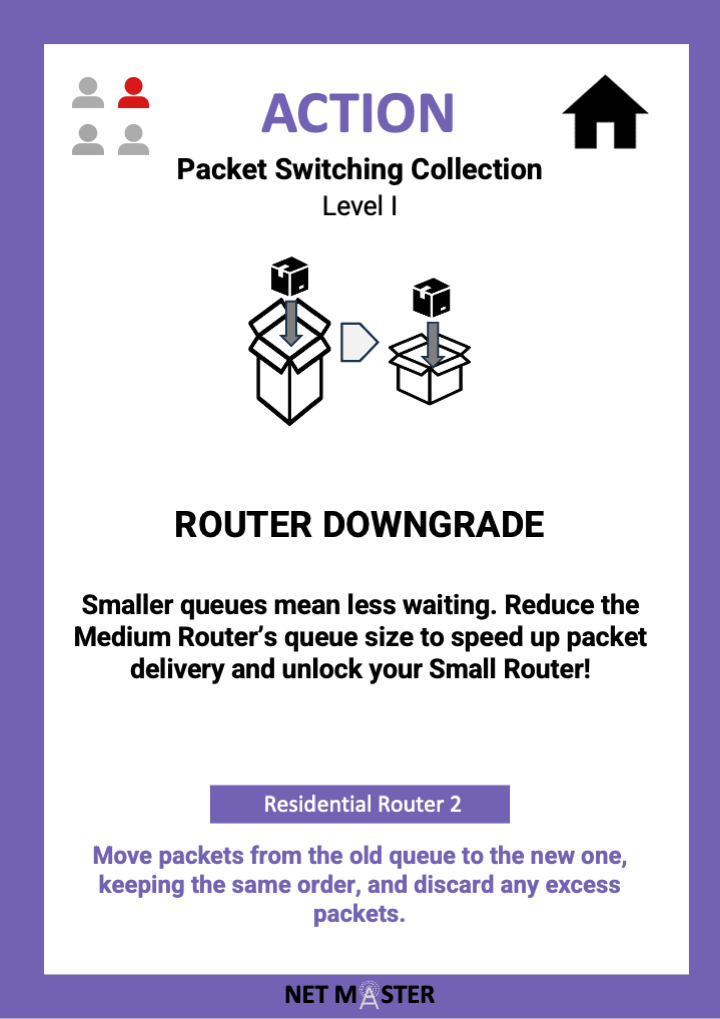 ACTION
Packet Switching Collection
Level I
ROUTER DOWNGRADE
Smaller queues mean less waiting. Reduce the
Medium Router’s queue size to speed up packet
delivery and unlock your Small Router!
Residential Router 2
Move packets from the old queue to the new one,
keeping the same order, and discard any excess
packets.
NET MASTER